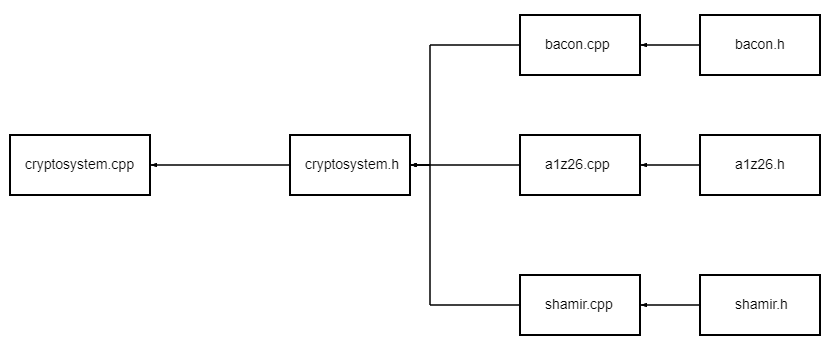 bacon.cpp
bacon.h
cryptosystem.cpp
cryptosystem.h
a1z26.cpp
a1z26.h
shamir.cpp
shamir.h